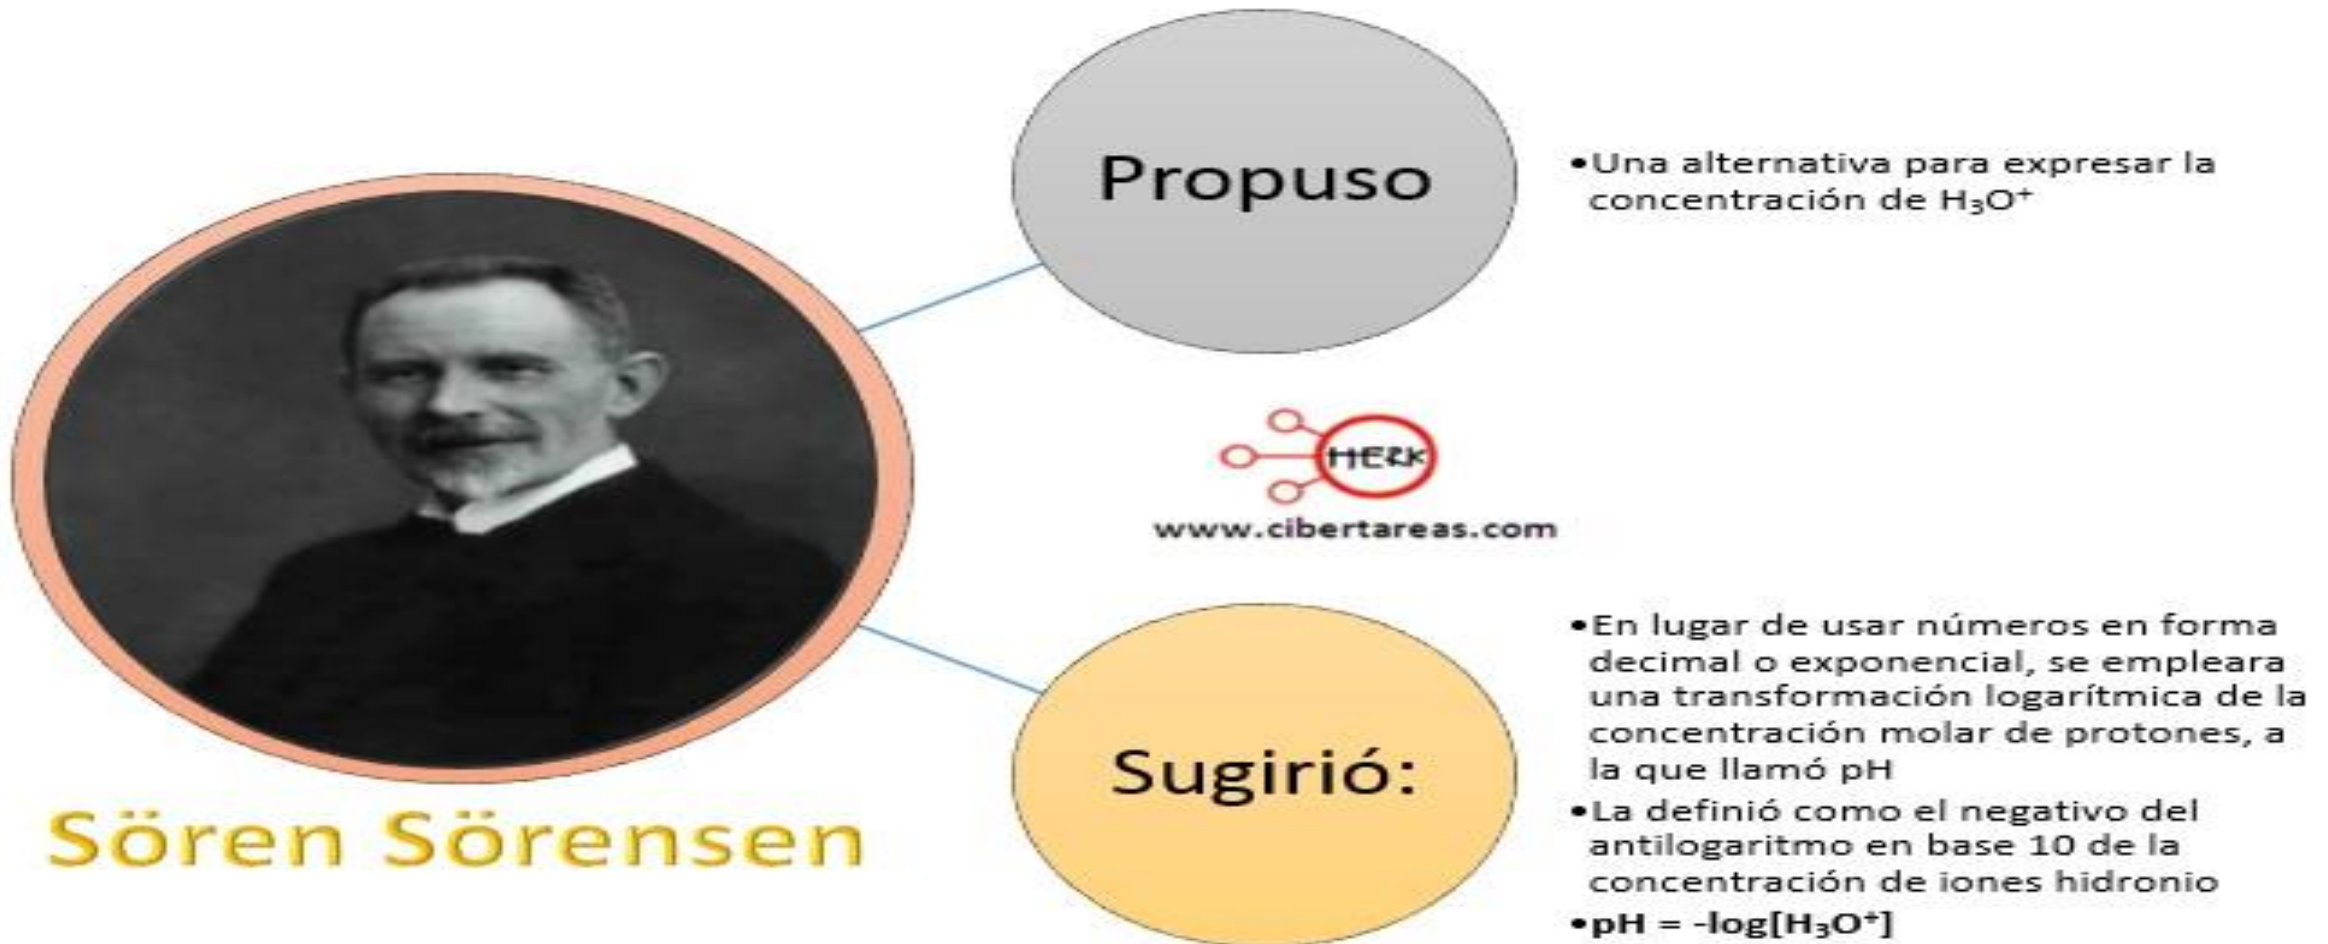 Propuso
•Una alternativa para expresar la
concentración de H₃O⁺
HERK
www.cibertareas.com
Sören Sörensen
Sugirió:
•En lugar de usar números en forma
decimal o exponencial, se empleara
una transformación logarítmica de la
concentración molar de protones, a
la que llamó pH
•La definió como el negativo del
antilogaritmo en base 10 de la
concentración de iones hidronio
•pH = -log[H₃O⁺]